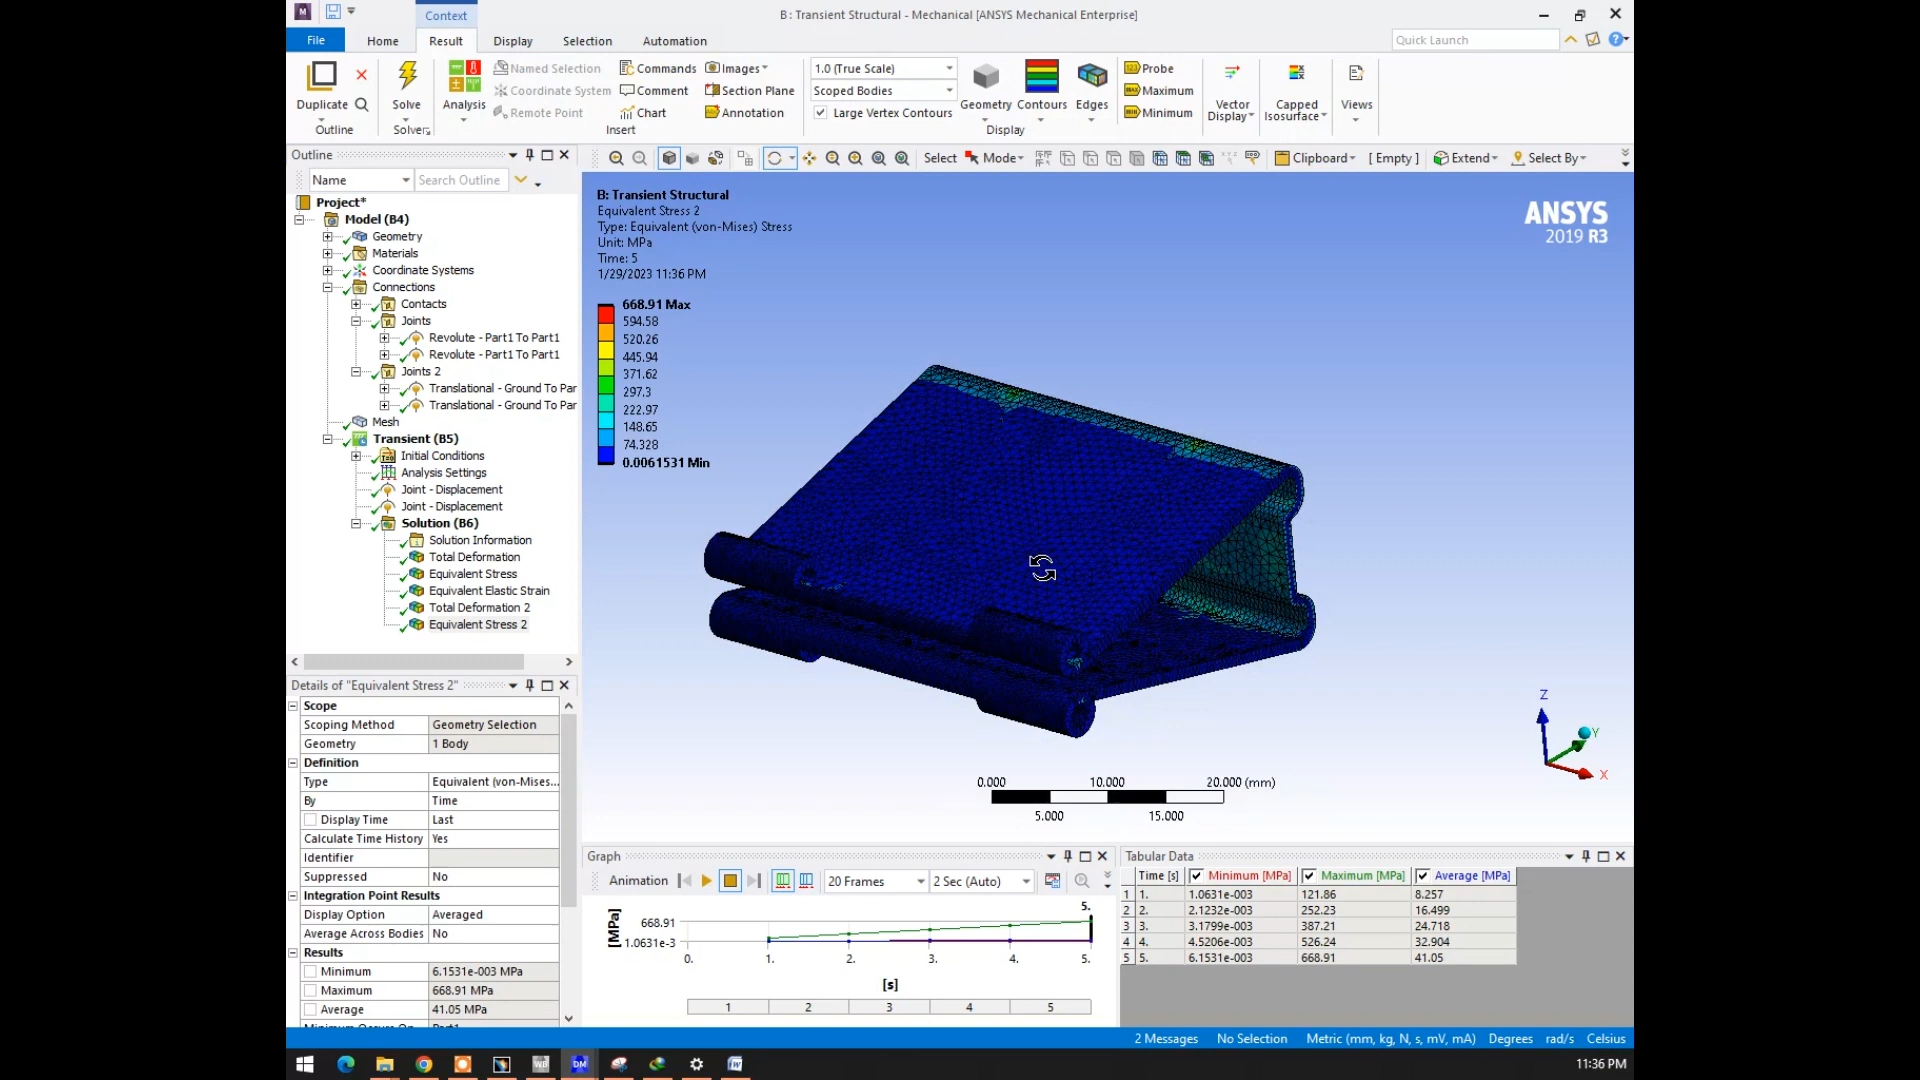 Context
B : Transient Structural - Mechanical [ANSYS Mechanical Enterprise]
File Home Result Display Selection Automation
Quick Launch
Duplicate
Outline
Solve
Solver
Analysis
Named Selection
Coordinate System
Remote Point
Commands
Comment
Chart
Images
Section Plane
Annotation
Insert
1.0 (True Scale)
Scoped Bodies
Large Vertex Contours
Geometry
Contours
Edges
Display
Probe
Maximum
Minimum
Vector
Display
Capped
Isosurface
Views
Outline
Name
Search Outline
Select Mode Clipboard [ Empty ] Extend Select By
Project*
Model (B4)
Geometry
Materials
Coordinate Systems
Connections
Contacts
Joints
Revolute - Part1 To Part1
Revolute - Part1 To Part1
Joints 2
Translational - Ground To Par
Translational - Ground To Par
Mesh
Transient (B5)
Initial Conditions
Analysis Settings
Joint - Displacement
Joint - Displacement
Solution (B6)
Solution Information
Total Deformation
Equivalent Stress
Equivalent Elastic Strain
Total Deformation 2
Equivalent Stress 2
B: Transient Structural
Equivalent Stress 2
Type: Equivalent (von-Mises) Stress
Unit: MPa
Time: 5
1/29/2023 11:36 PM
668.91 Max
594.58
520.26
445.94
371.62
297.3
222.97
148.65
74.328
0.0061531 Min
ANSYS
2019 R3
Z
Y
X
0.000 10.000 20.000 (mm)
5.000 15.000
Details of "Equivalent Stress 2"
Scope
Scoping Method Geometry Selection
Geometry 1 Body
Definition
Type Equivalent (von-Mises...
By Time
Display Time Last
Calculate Time History Yes
Identifier
Suppressed No
Integration Point Results
Display Option Averaged
Average Across Bodies No
Results
Minimum 6.1531e-003 MPa
Maximum 668.91 MPa
Average 41.05 MPa
Graph
Animation 20 Frames 2 Sec (Auto)
5.
[MPa]
668.91
1.0631e-3
0. 1. 2. 3. 4. 5.
[s]
1 2 3 4 5
Tabular Data
Time [s] Minimum [MPa] Maximum [MPa] Average [MPa]
1 1. 1.0631e-003 121.86 8.257
2 2. 2.1232e-003 252.23 16.499
3 3. 3.1799e-003 387.21 24.718
4 4. 4.5206e-003 526.24 32.904
5 5. 6.1531e-003 668.91 41.05
2 Messages No Selection Metric (mm, kg, N, s, mV, mA) Degrees rad/s Celsius
11:36 PM